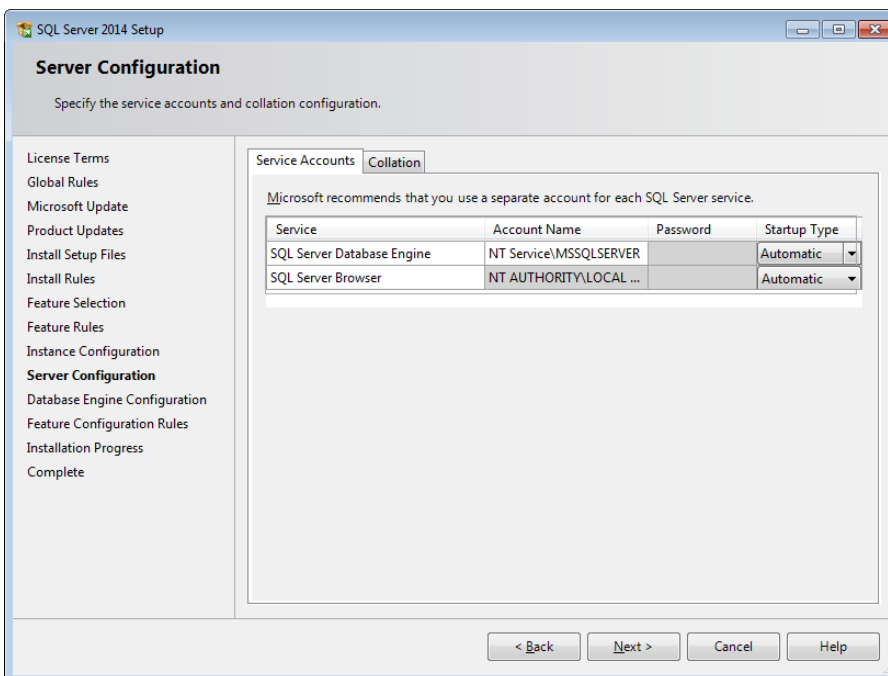 SQL Server 2014 Setup
Server Configuration
Specify the service accounts and collation configuration.
License Terms
Global Rules
Microsoft Update
Product Updates
Install Setup Files
Install Rules
Feature Selection
Feature Rules
Instance Configuration
Server Configuration
Database Engine Configuration
Feature Configuration Rules
Installation Progress
Complete
Service Accounts Collation
Microsoft recommends that you use a separate account for each SQL Server service.
Service Account Name Password Startup Type
SQL Server Database Engine NT Service\MSSQLSERVER Automatic
SQL Server Browser NT AUTHORITY\LOCAL ... Automatic
< Back Next > Cancel Help